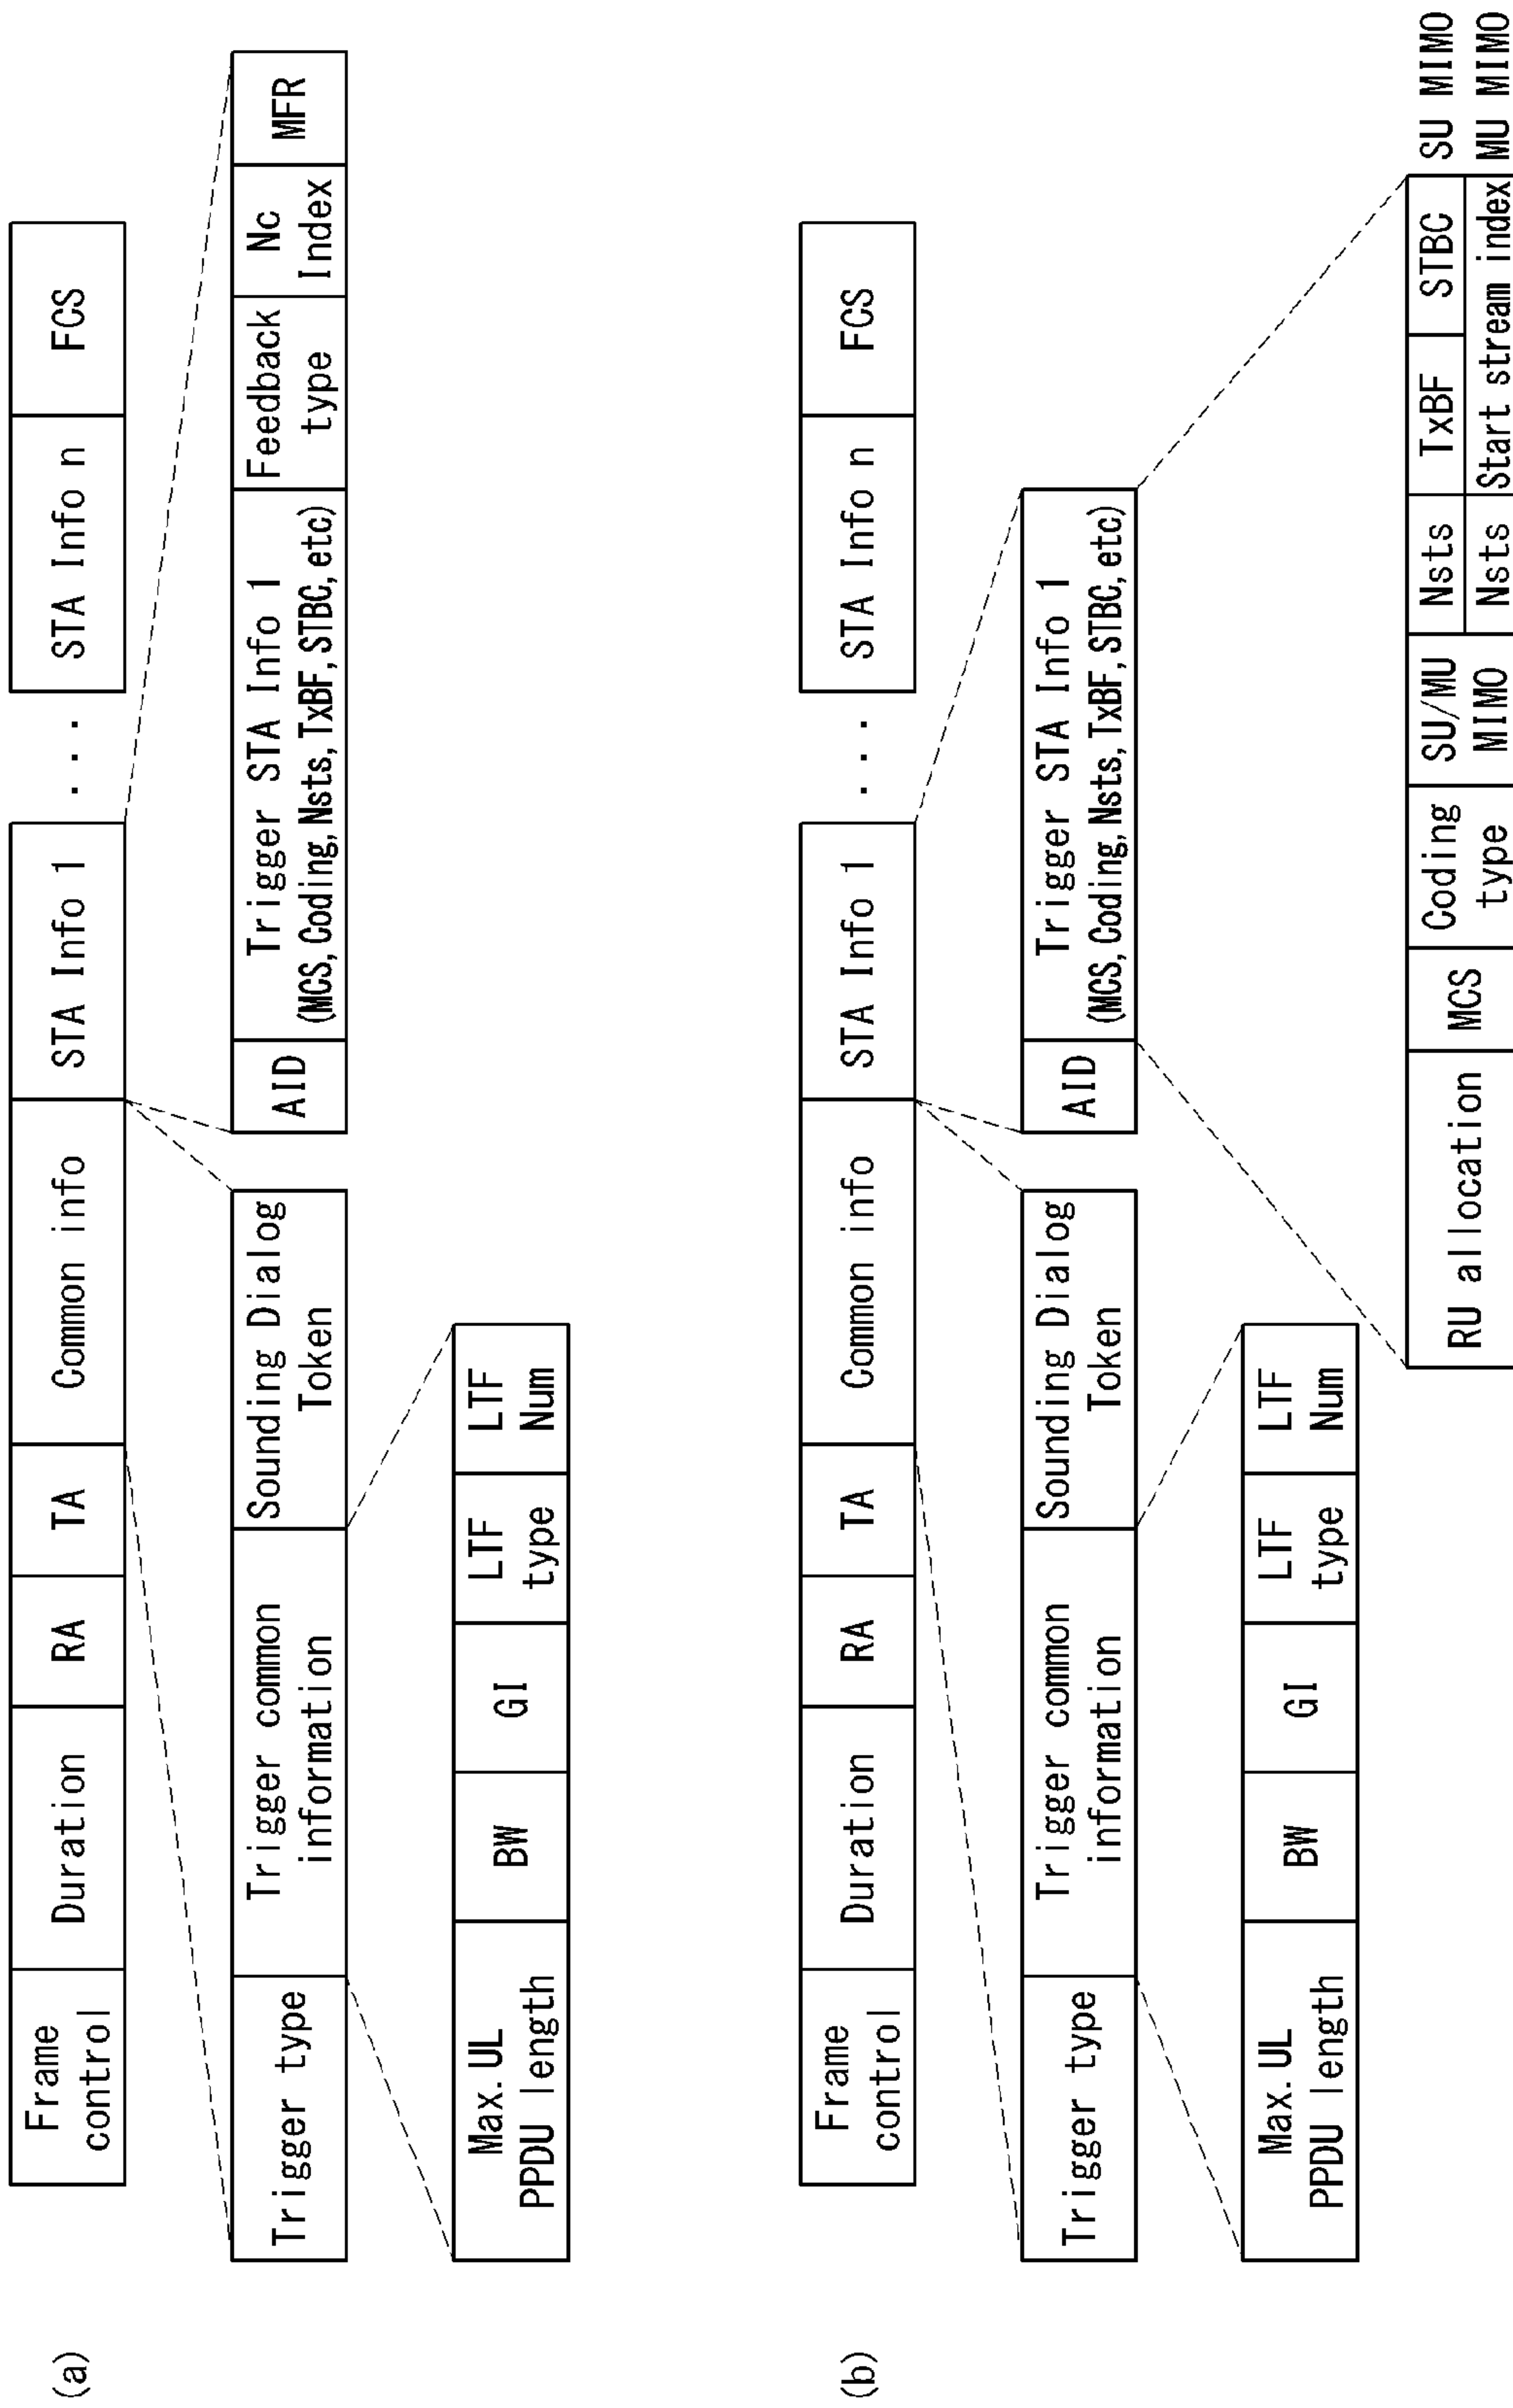 (a)
Frame
control
Duration
RA
TA
Common info
STA Info 1
...
STA Info n
FCS
Trigger type
Trigger common
information
Sounding Dialog
Token
AID
Trigger STA Info 1
(MCS, Coding, Nsts, TxBF, STBC, etc)
Feedback
type
Nc
Index
MFR
Max. UL
PPDU length
BW
GI
LTF
type
LTF
Num
(b)
Frame
control
Duration
RA
TA
Common info
STA Info 1
...
STA Info n
FCS
Trigger type
Trigger common
information
Sounding Dialog
Token
AID
Trigger STA Info 1
(MCS, Coding, Nsts, TxBF, STBC, etc)
Max. UL
PPDU length
BW
GI
LTF
type
LTF
Num
RU allocation
MCS
Coding
type
SU/MU
MIMO
Nsts
TxBF
STBC
SU MIMO
Nsts
Start stream index
MU MIMO